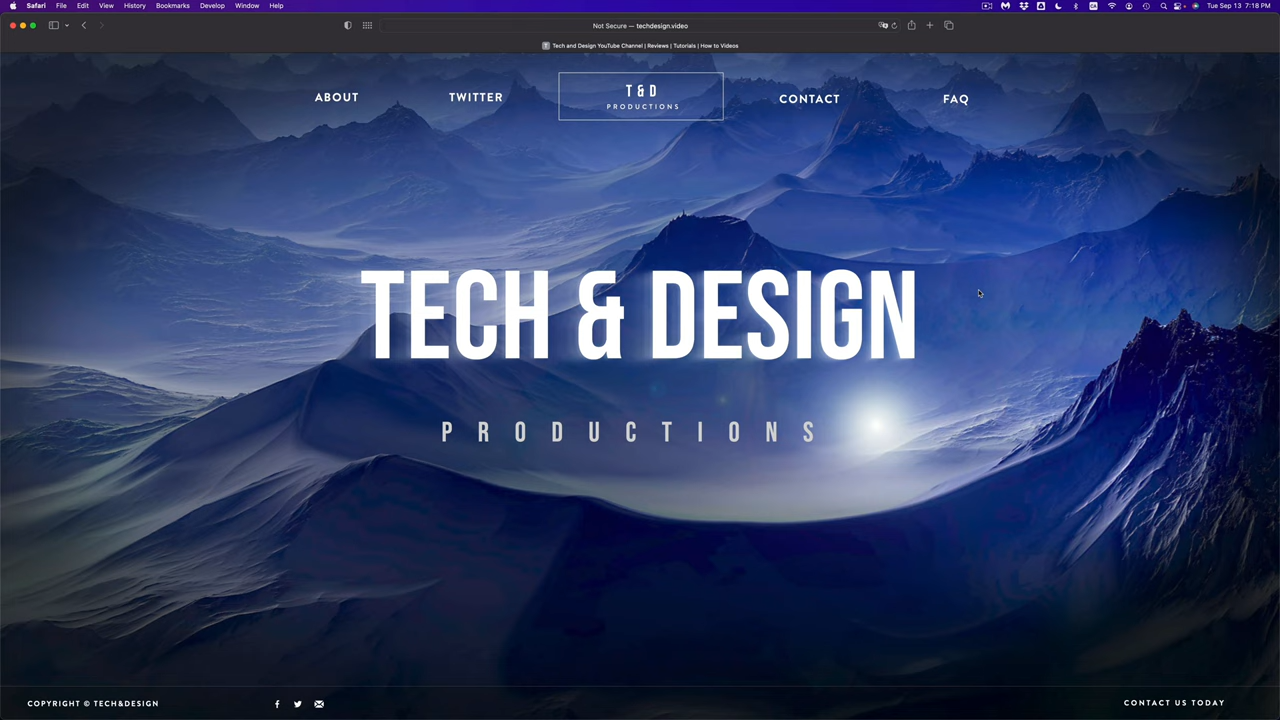 Safari File Edit View History Bookmarks Develop Window Help Tue Sep 13 7:18 PM
Not Secure — techdesign.video
Tech and Design YouTube Channel | Reviews | Tutorials | How to Videos
ABOUT TWITTER T&D CONTACT FAQ
PRODUCTIONS
TECH & DESIGN
PRODUCTIONS
COPYRIGHT © TECH&DESIGN CONTACT US TODAY